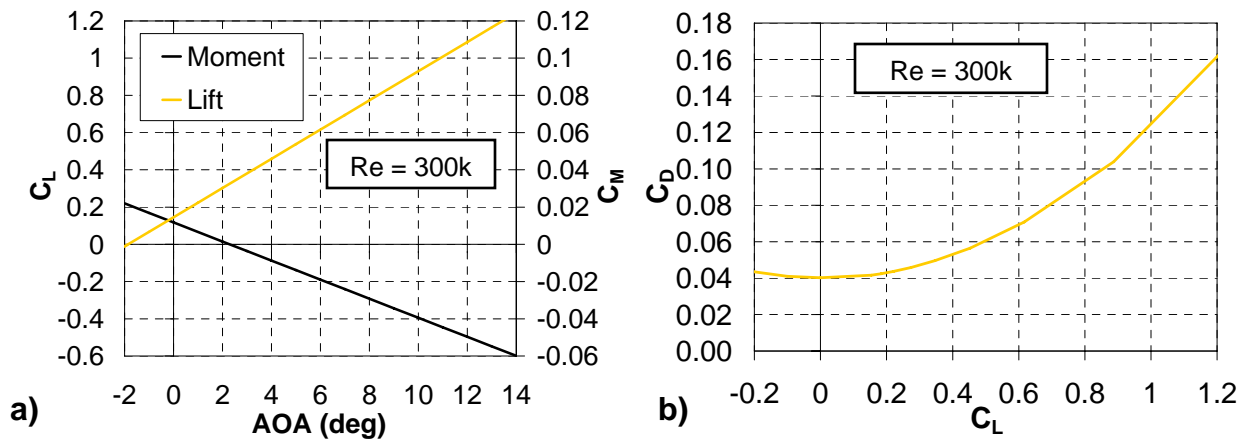 1.2
1
0.8
0.6
0.4
0.2
0
-0.2
-0.4
-0.6
C_L
Moment
Lift
Re = 300k
0.12
0.1
0.08
0.06
0.04
0.02
0
-0.02
-0.04
-0.06
C_M
-2 0 2 4 6 8 10 12 14
AOA (deg)
a)
0.18
0.16
0.14
0.12
0.10
0.08
0.06
0.04
0.02
0.00
C_D
Re = 300k
-0.2 0 0.2 0.4 0.6 0.8 1 1.2
C_L
b)